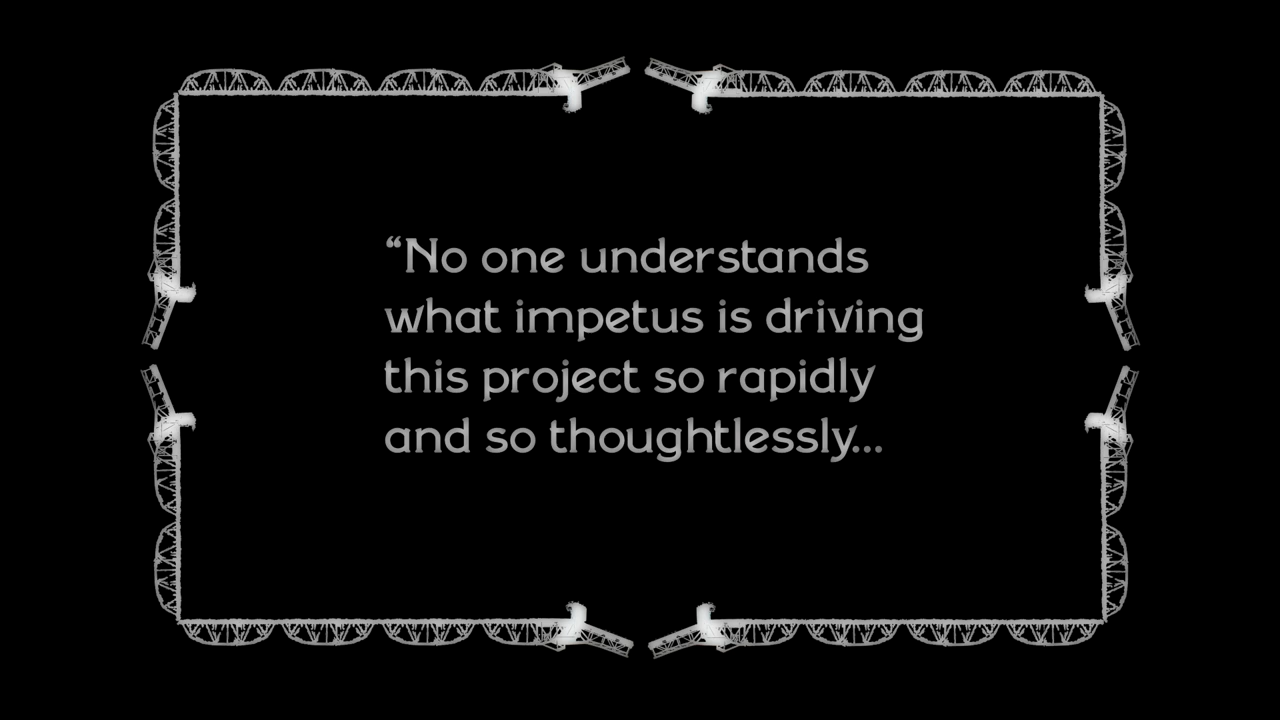 “No one understands
what impetus is driving
this project so rapidly
and so thoughtlessly...